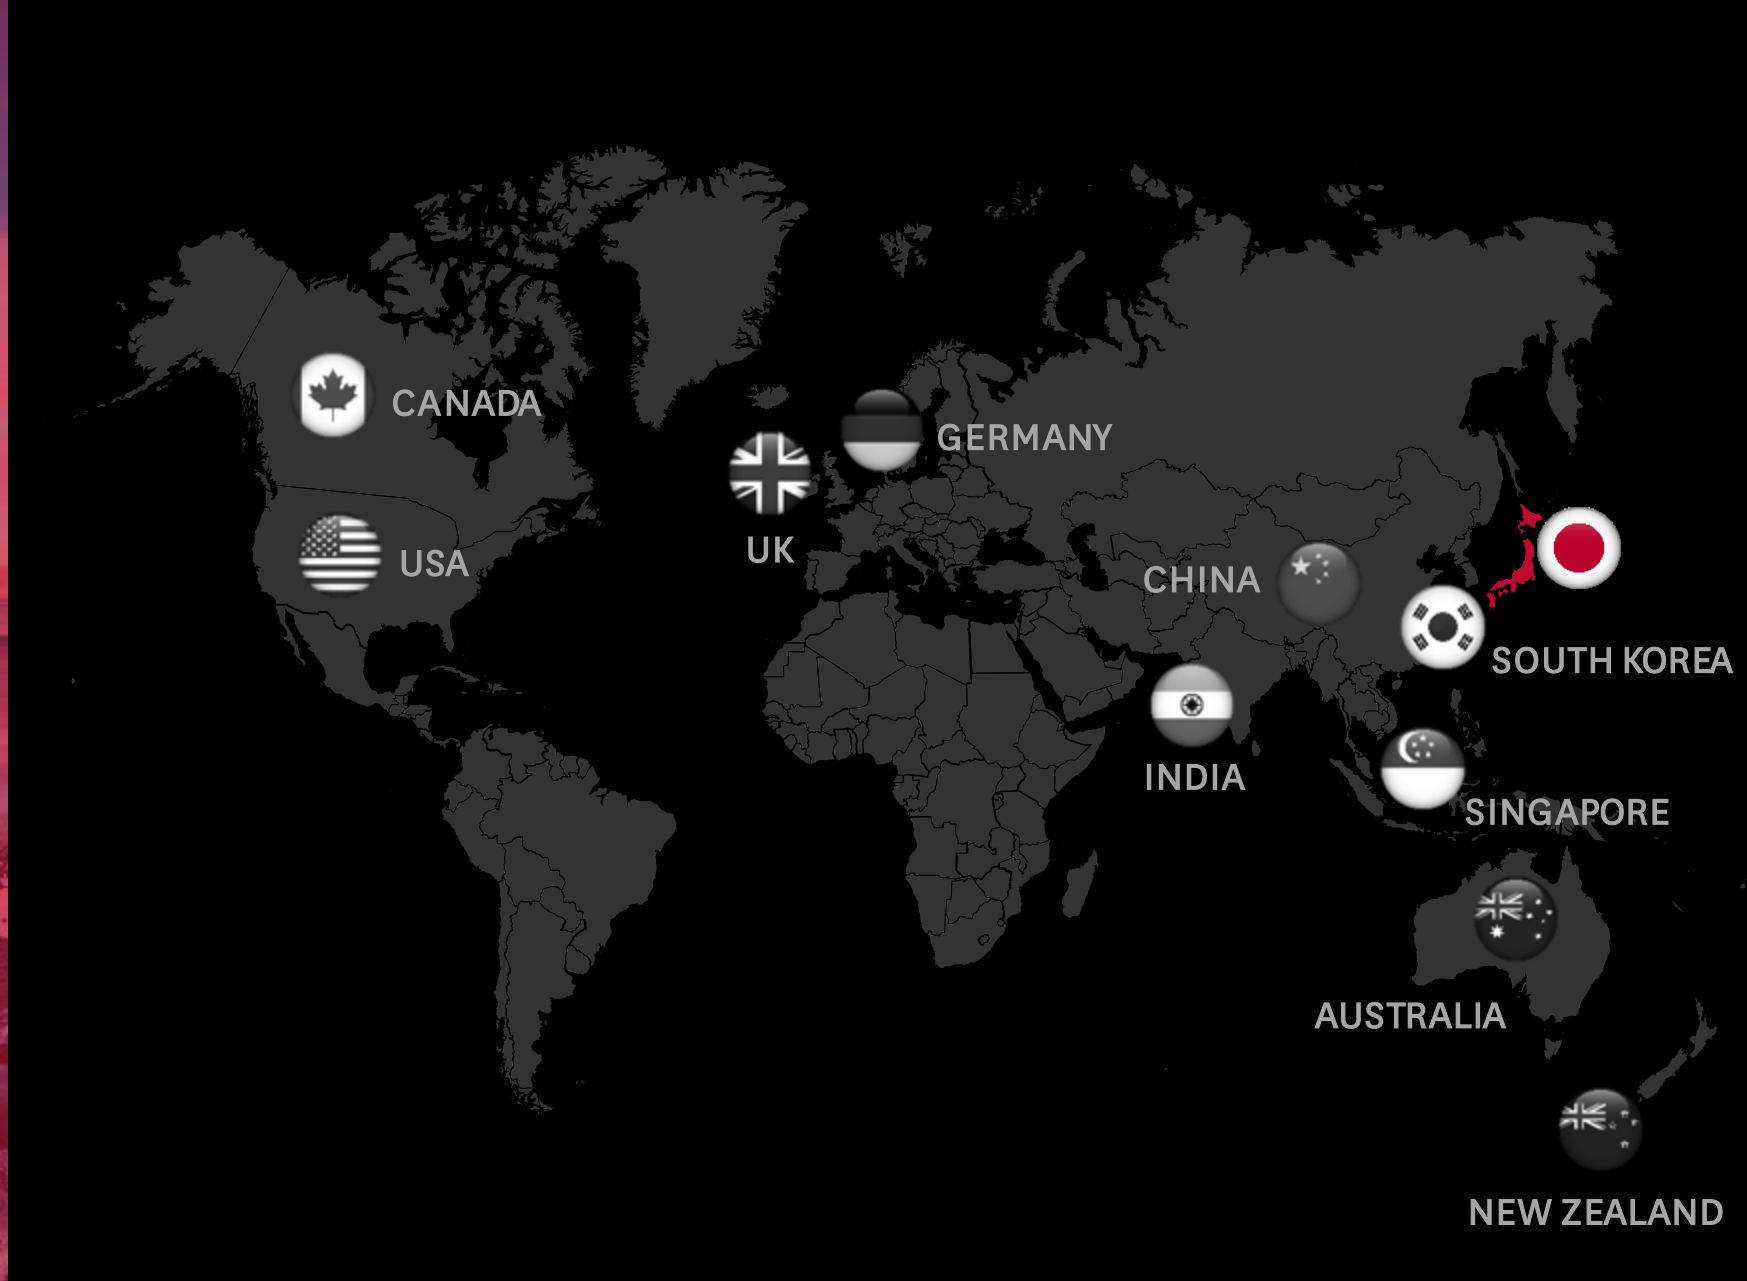 CANADA
GERMANY
UK
USA
CHINA
SOUTH KOREA
INDIA
SINGAPORE
AUSTRALIA
NEW ZEALAND